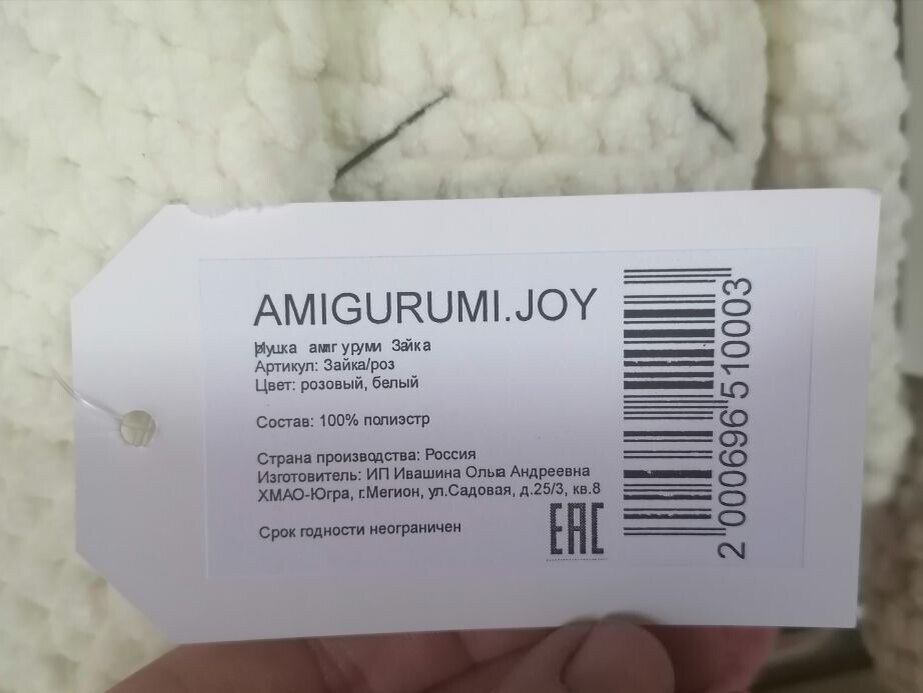 AMIGURUMI.JOY
Игрушка амигуруми Зайка
Артикул: Зайка/роз
Цвет: розовый, белый
Состав: 100% полиэстр
Страна производства: Россия
Изготовитель: ИП Ивашина Ольга Андреевна
ХМАО-Югра, г.Мегион, ул.Садовая, д.25/3, кв.8
Срок годности неограничен
EAC
2 000696 510003